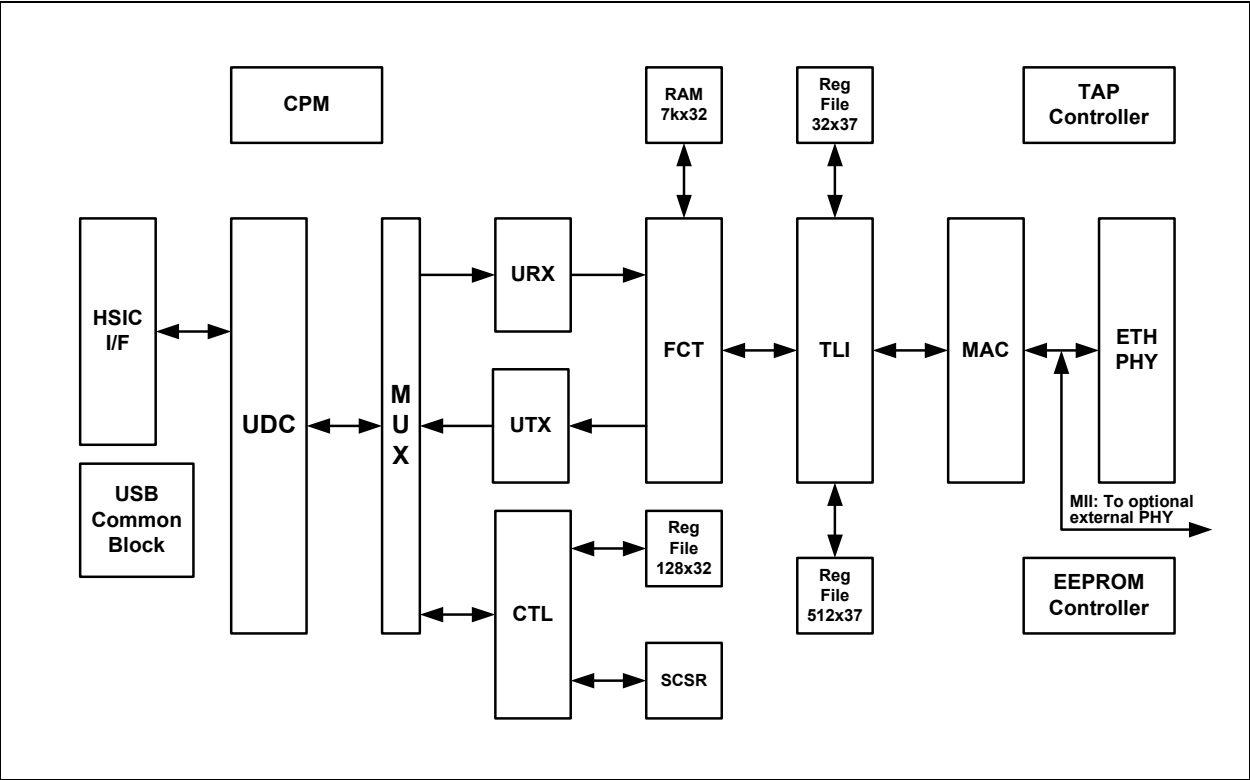 CPM
RAM
7kx32
Reg
File
32x37
TAP
Controller
HSIC
I/F
UDC
M
U
X
URX
UTX
FCT
TLI
MAC
ETH
PHY
USB
Common
Block
CTL
Reg
File
128x32
SCSR
Reg
File
512x37
MII: To optional
external PHY
EEPROM
Controller